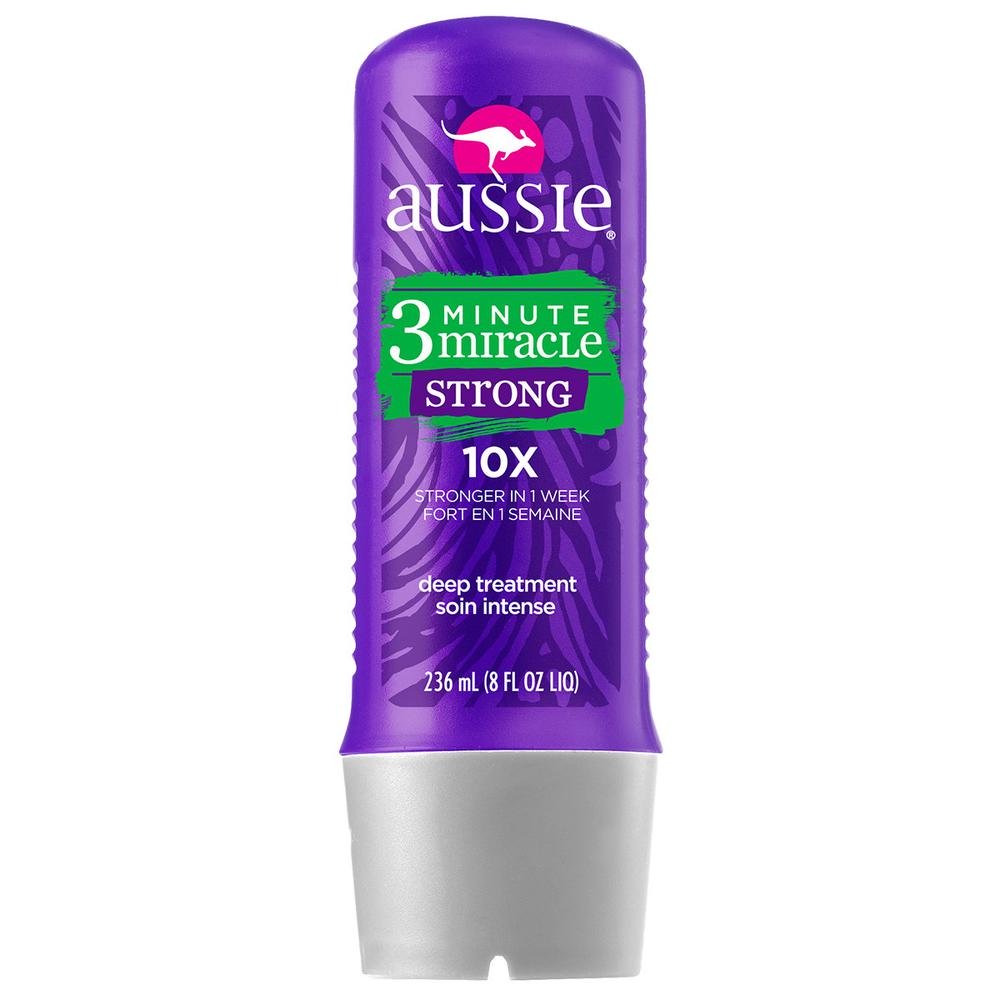 aussie®
3 MINUTE
miracle
STRONG
10X
STRONGER IN 1 WEEK
FORT EN 1 SEMAINE
deep treatment
soin intense
236 mL (8 FL OZ LIQ)